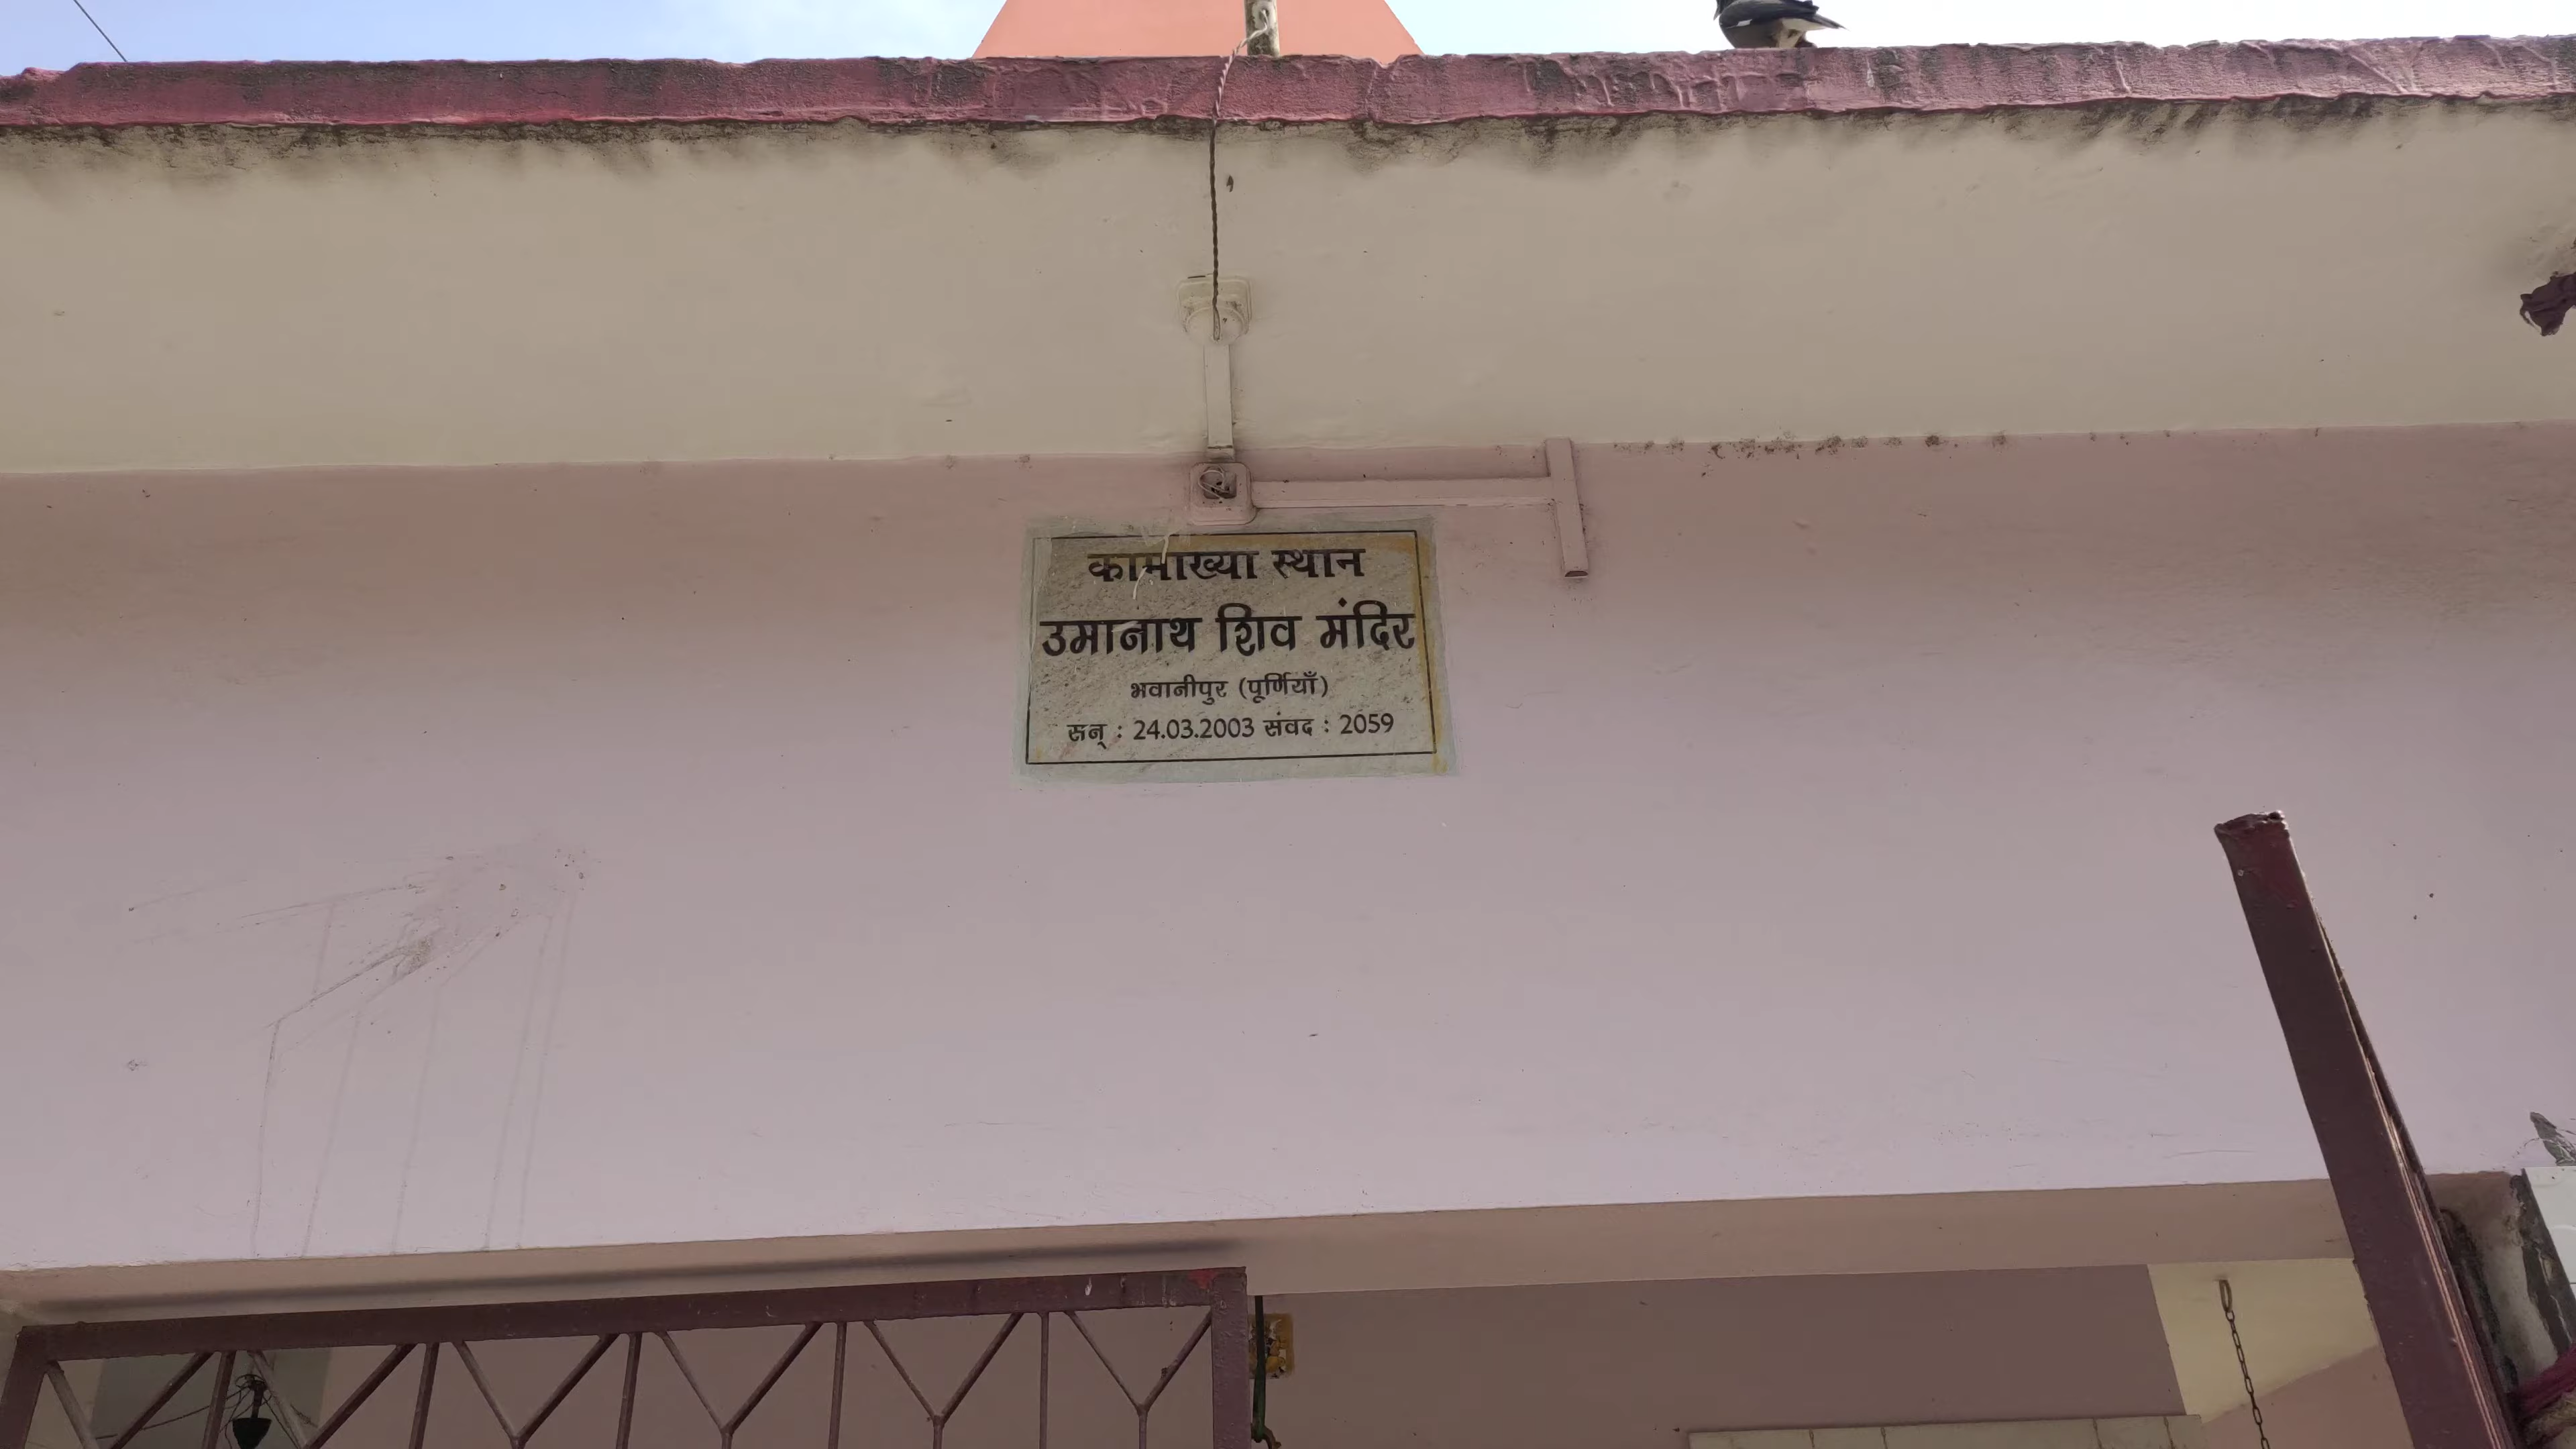 कामाख्या स्थान
उमानाथ शिव मंदिर
भवानीपुर (पूर्णियाँ)
सन् : 24.03.2003 संवद : 2059